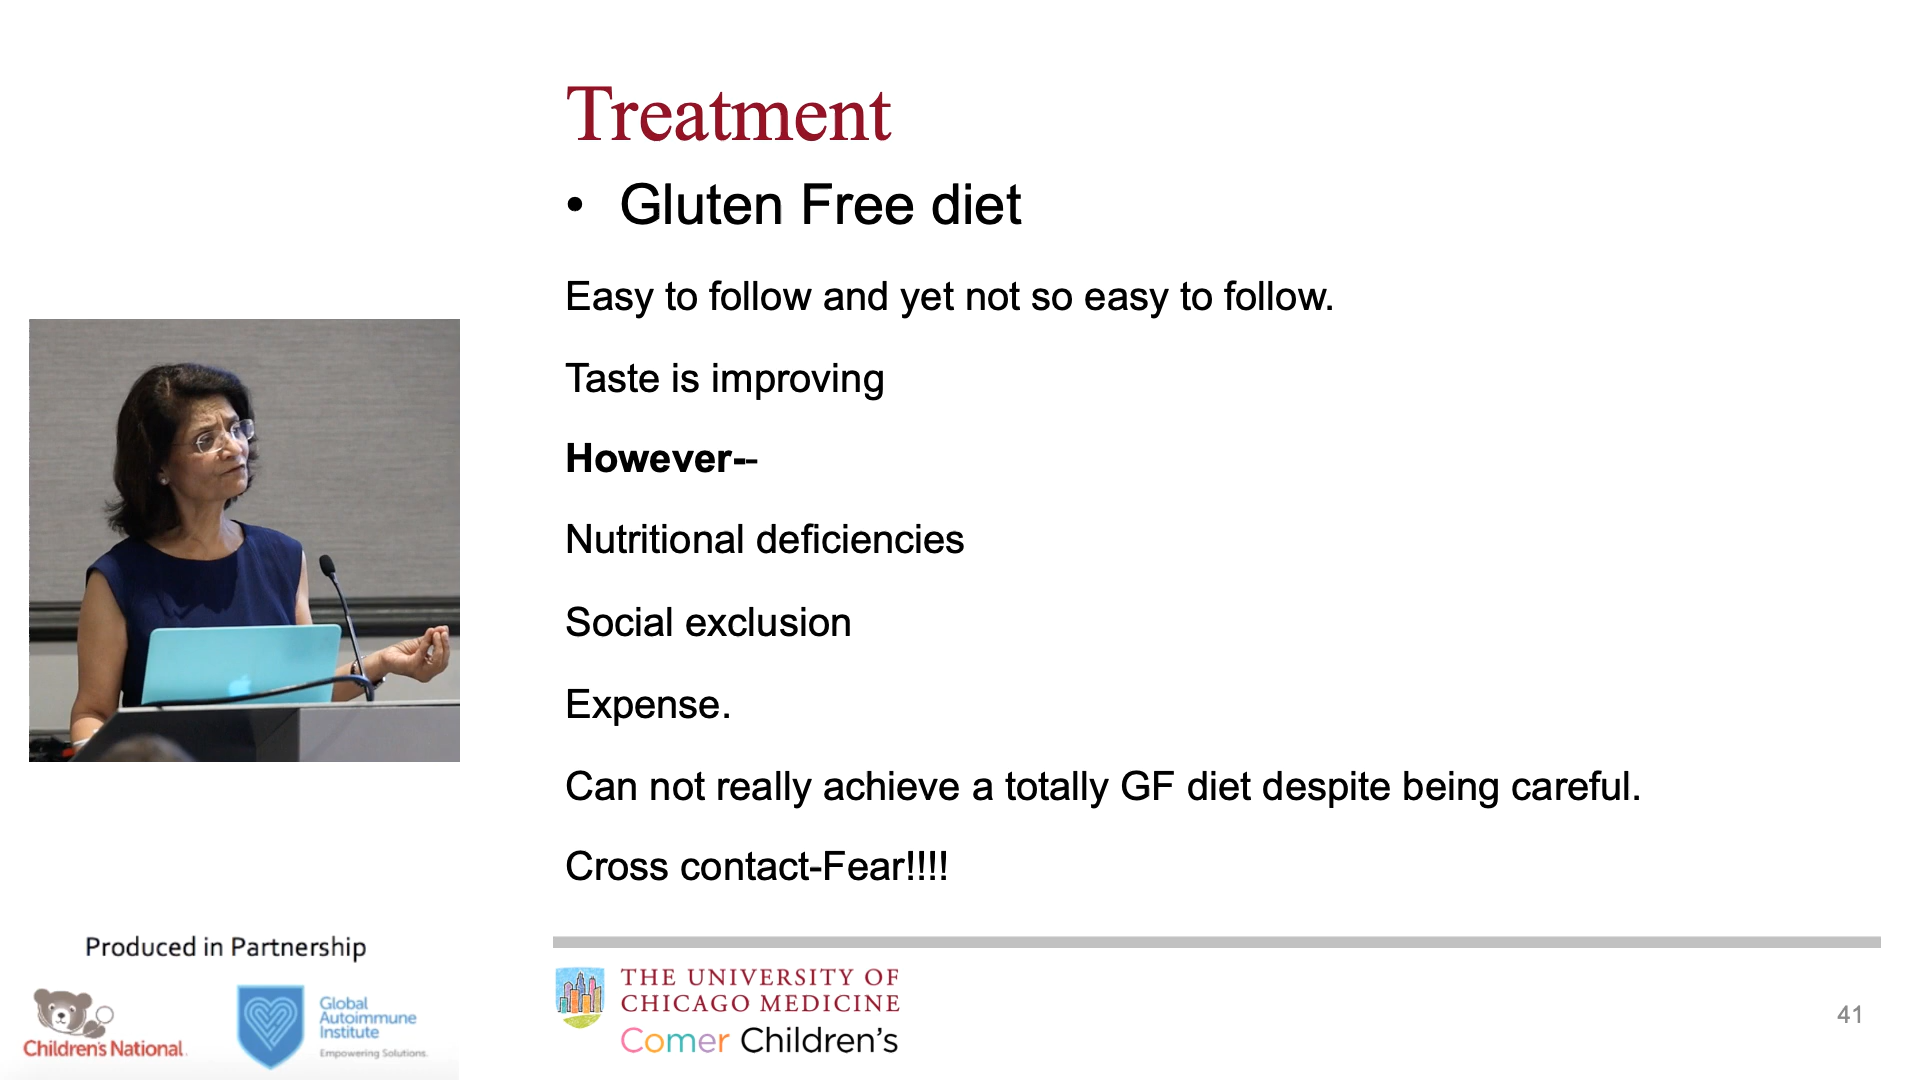 Treatment
• Gluten Free diet
Easy to follow and yet not so easy to follow.
Taste is improving
However--
Nutritional deficiencies
Social exclusion
Expense.
Can not really achieve a totally GF diet despite being careful.
Cross contact-Fear!!!!
Produced in Partnership
Children's National
Global
Autoimmune
Institute
Empowering Solutions.
THE UNIVERSITY OF
CHICAGO MEDICINE
Comer Children's
41